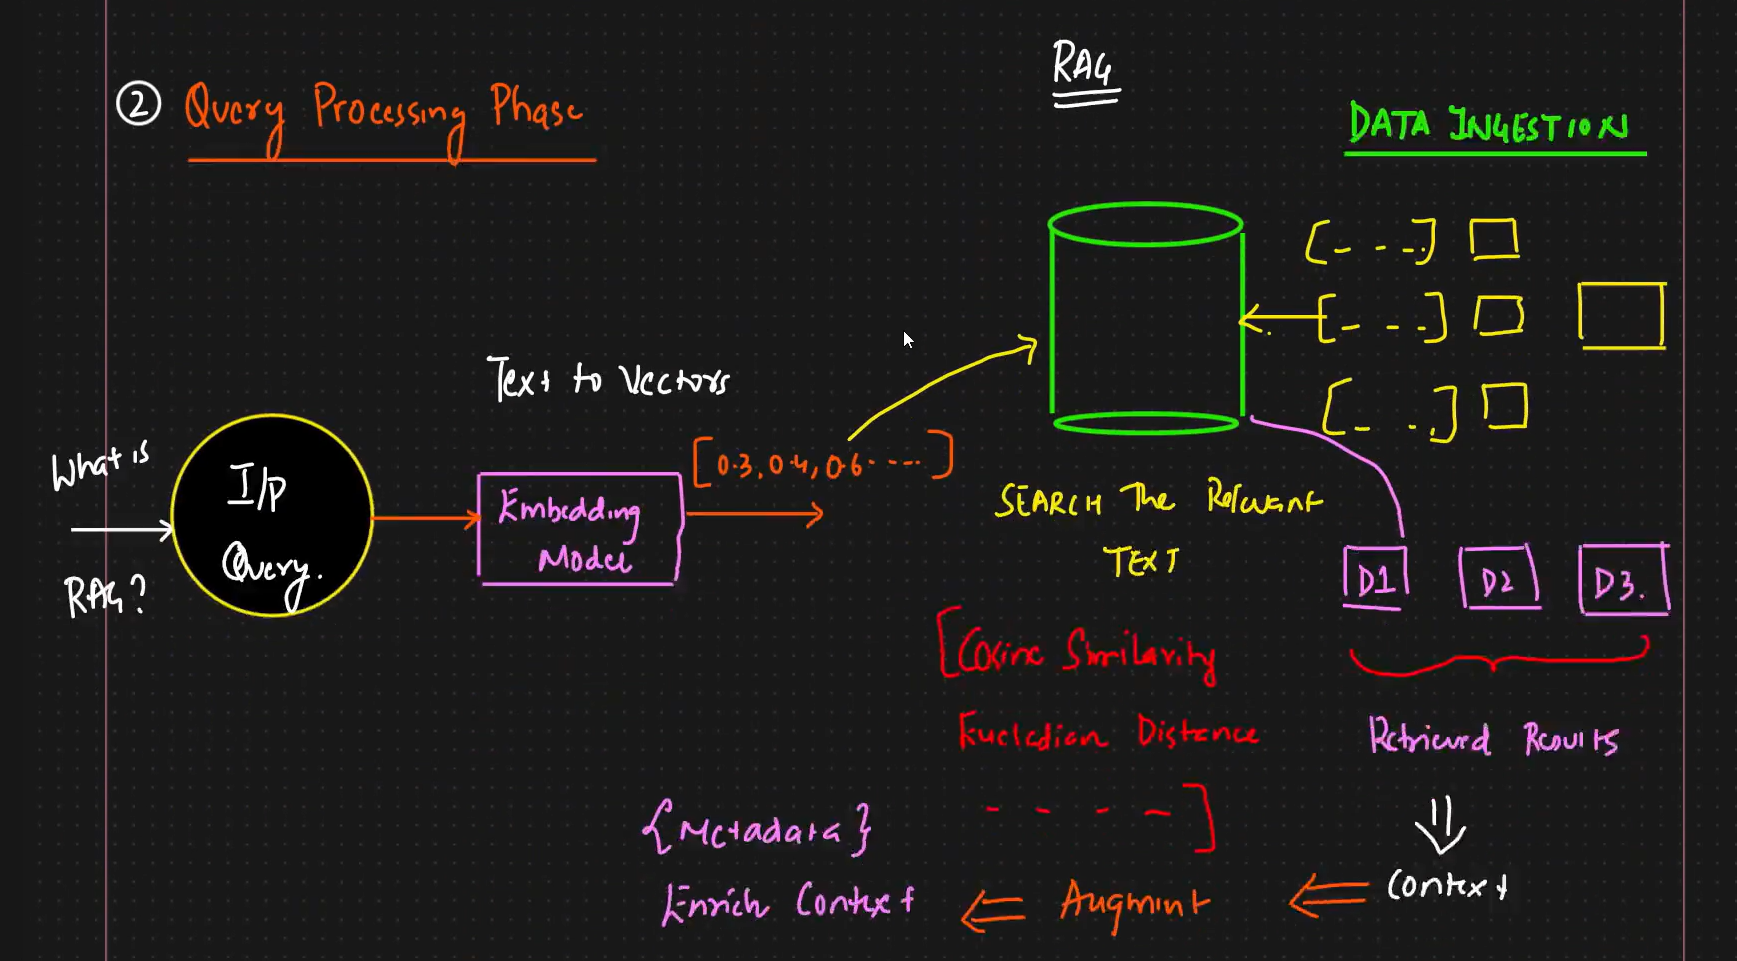 RAG
② Query Processing Phase
DATA INGESTION
[- - -.]
[- - -.]
[- -.]
Text to Vectors
What is
RAG?
I/p
Query.
Embedding
Model
[0.3, 0.4, 0.6.....]
SEARCH The Relevant
TEXT
D1 D2 D3.
[Cosine Similarity
Eucledian Distance
- - - -]
Retrieved Results
{Metadata}
Context
Augment
Enrich Context